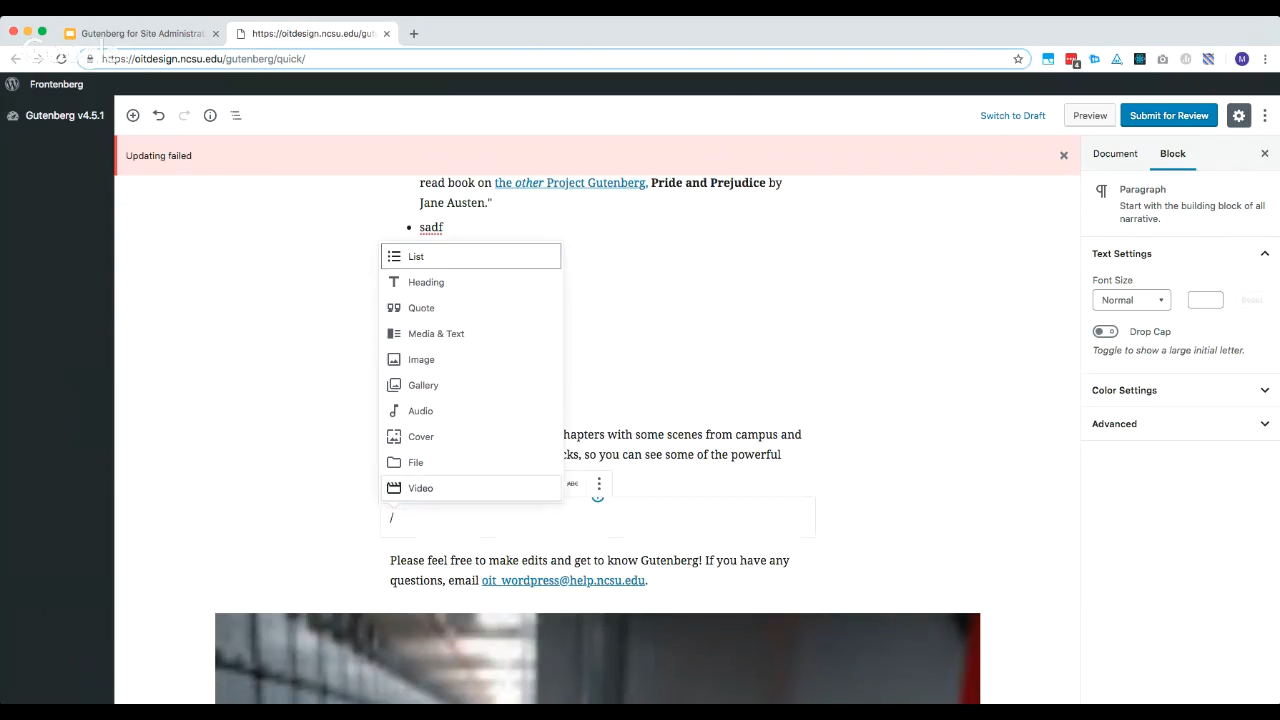 Gutenberg for Site Administrat
https://oitdesign.ncsu.edu/gut
https://oitdesign.ncsu.edu/gutenberg/quick/
4
M
Frontenberg
Gutenberg v4.5.1
Switch to Draft
Preview
Submit for Review
Updating failed
Document
Block
read book on the other Project Gutenberg, Pride and Prejudice by
Jane Austen."
sadf
List
Heading
Quote
Media & Text
Image
Gallery
Audio
Cover
File
Video
hapters with some scenes from campus and
cks, so you can see some of the powerful
ABC
/
Please feel free to make edits and get to know Gutenberg! If you have any
questions, email oit_wordpress@help.ncsu.edu.
Paragraph
Start with the building block of all
narrative.
Text Settings
Font Size
Normal
Reset
Drop Cap
Toggle to show a large initial letter.
Color Settings
Advanced